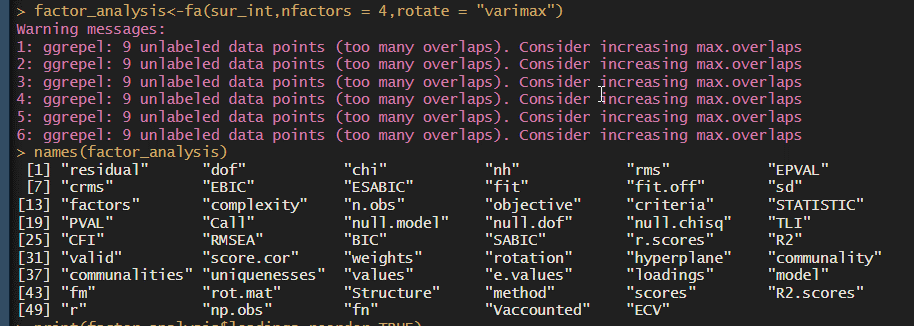 > factor_analysis<-fa(sur_int,nfactors = 4,rotate = "varimax")
Warning messages:
1: ggrepel: 9 unlabeled data points (too many overlaps). Consider increasing max.overlaps
2: ggrepel: 9 unlabeled data points (too many overlaps). Consider increasing max.overlaps
3: ggrepel: 9 unlabeled data points (too many overlaps). Consider increasing max.overlaps
4: ggrepel: 9 unlabeled data points (too many overlaps). Consider increasing max.overlaps
5: ggrepel: 9 unlabeled data points (too many overlaps). Consider increasing max.overlaps
6: ggrepel: 9 unlabeled data points (too many overlaps). Consider increasing max.overlaps
> names(factor_analysis)
[1] "residual" "dof" "chi" "nh" "rms" "EPVAL"
[7] "crms" "EBIC" "ESABIC" "fit" "fit.off" "sd"
[13] "factors" "complexity" "n.obs" "objective" "criteria" "STATISTIC"
[19] "PVAL" "Call" "null.model" "null.dof" "null.chisq" "TLI"
[25] "CFI" "RMSEA" "BIC" "SABIC" "r.scores" "R2"
[31] "valid" "score.cor" "weights" "rotation" "hyperplane" "communality"
[37] "communalities" "uniquenesses" "values" "e.values" "loadings" "model"
[43] "fm" "rot.mat" "Structure" "method" "scores" "R2.scores"
[49] "r" "np.obs" "fn" "Vaccounted" "ECV"
> print(factor_analysis$loadings,reorder=TRUE)